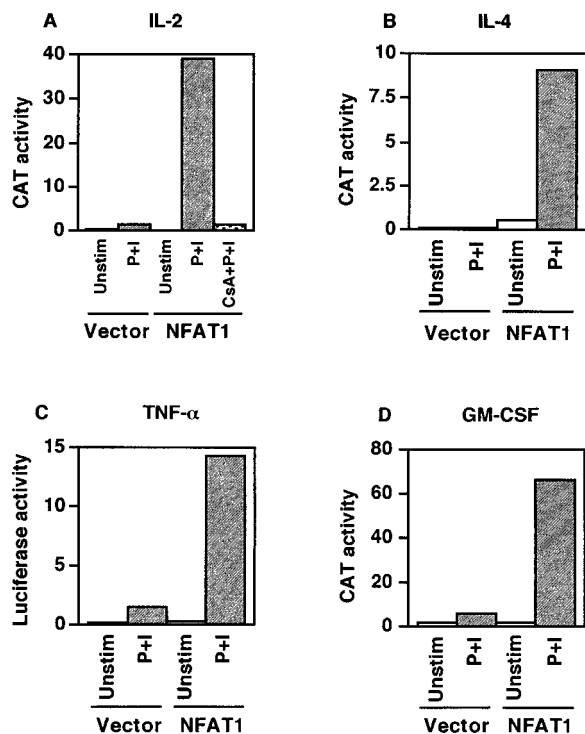 A IL-2
CAT activity
40
30
20
10
0
Unstim
P+I
Unstim
P+I
CsA+P+I
Vector NFAT1
B IL-4
CAT activity
10
7.5
5
2.5
0
Unstim
P+I
Unstim
P+I
Vector NFAT1
C TNF-α
Luciferase activity
15
10
5
0
Unstim
P+I
Unstim
P+I
Vector NFAT1
D GM-CSF
CAT activity
80
60
40
20
0
Unstim
P+I
Unstim
P+I
Vector NFAT1